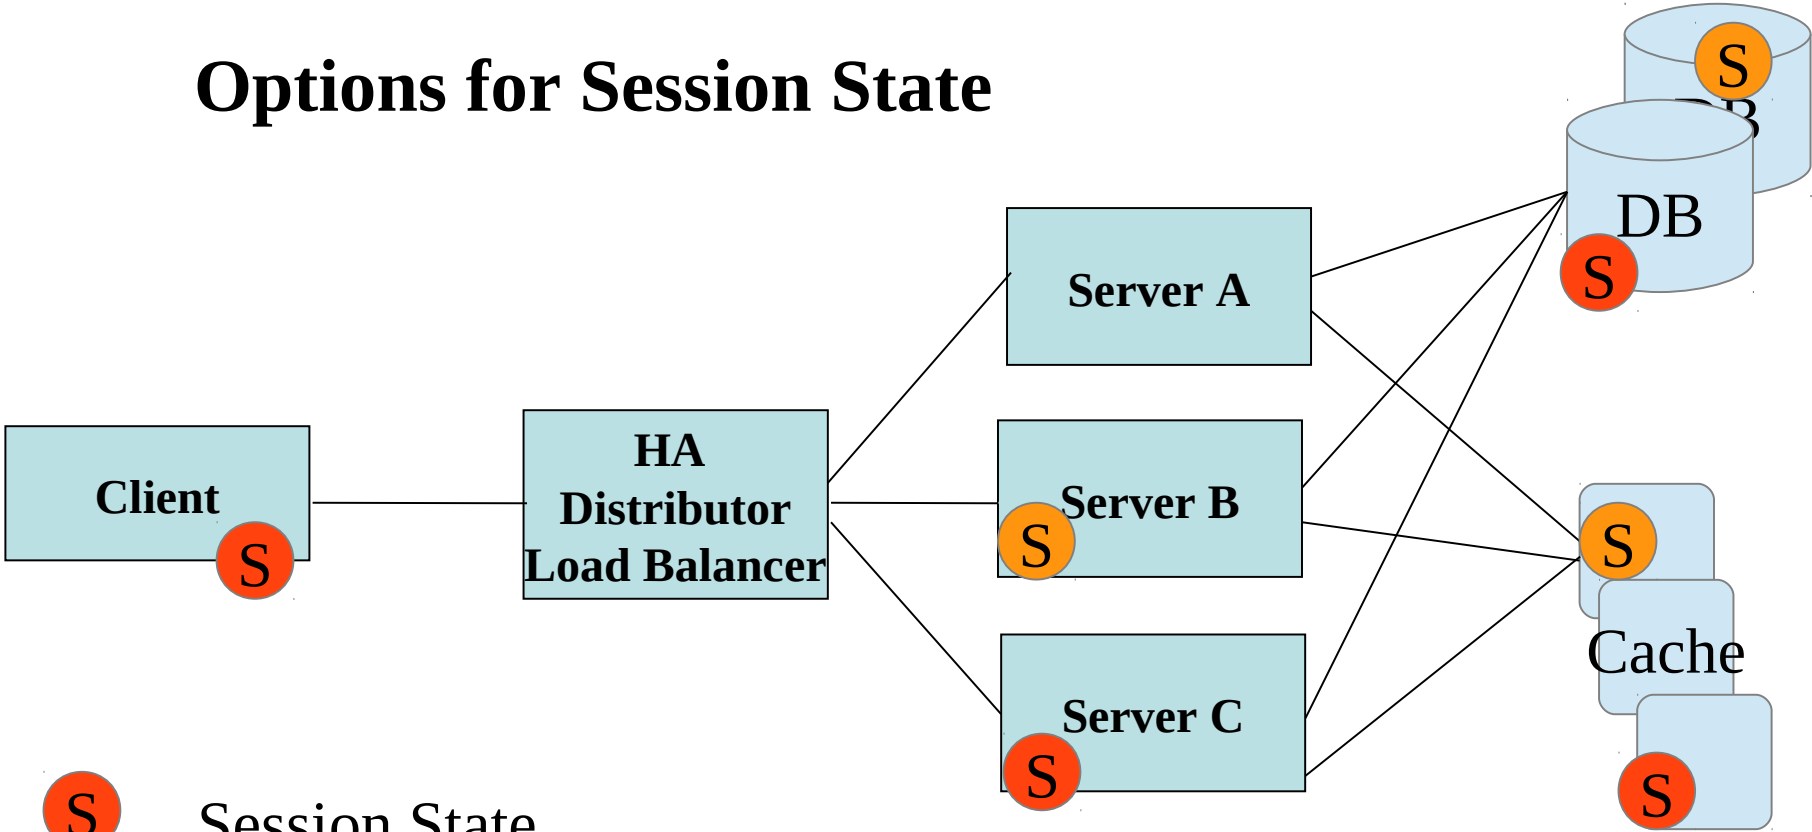 Options for Session State
S
DB
DB
S
Server A
Client
S
HA
Distributor
Load Balancer
Server B
S
S
Cache
Server C
S
S
S
Session State